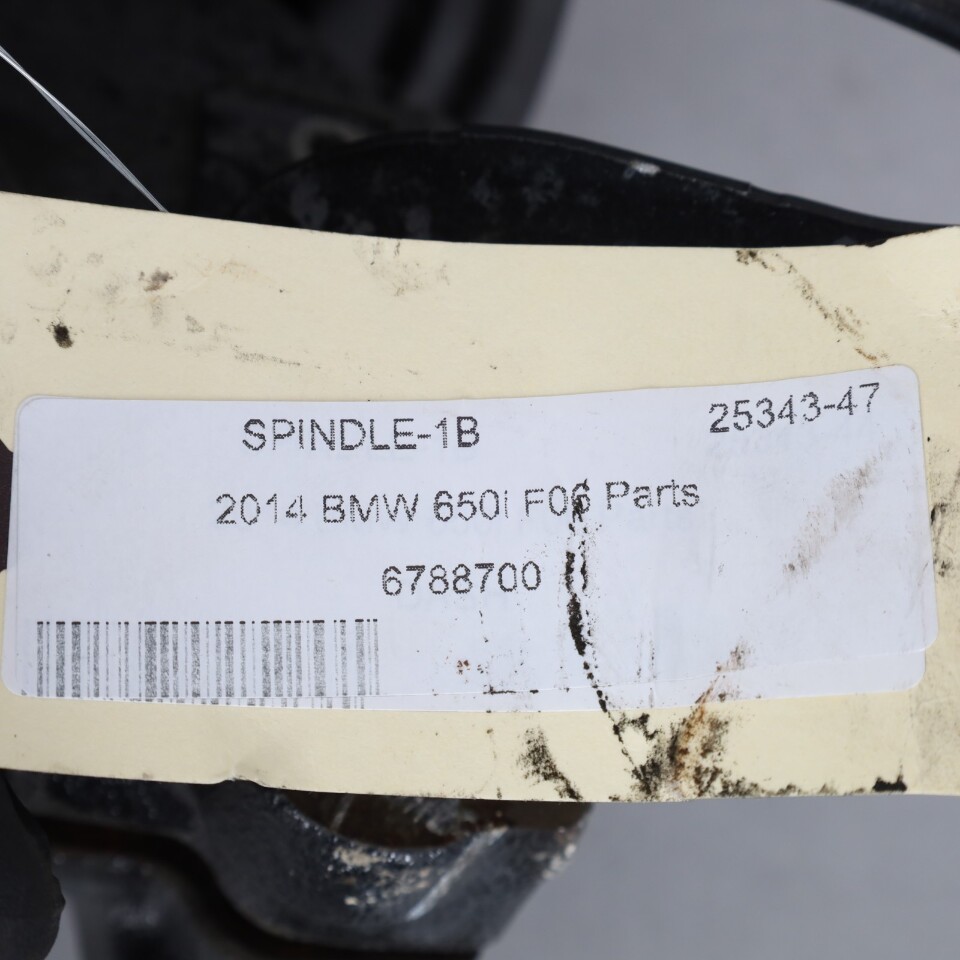 SPINDLE-1B 25343-47
2014 BMW 650i F06 Parts
6788700